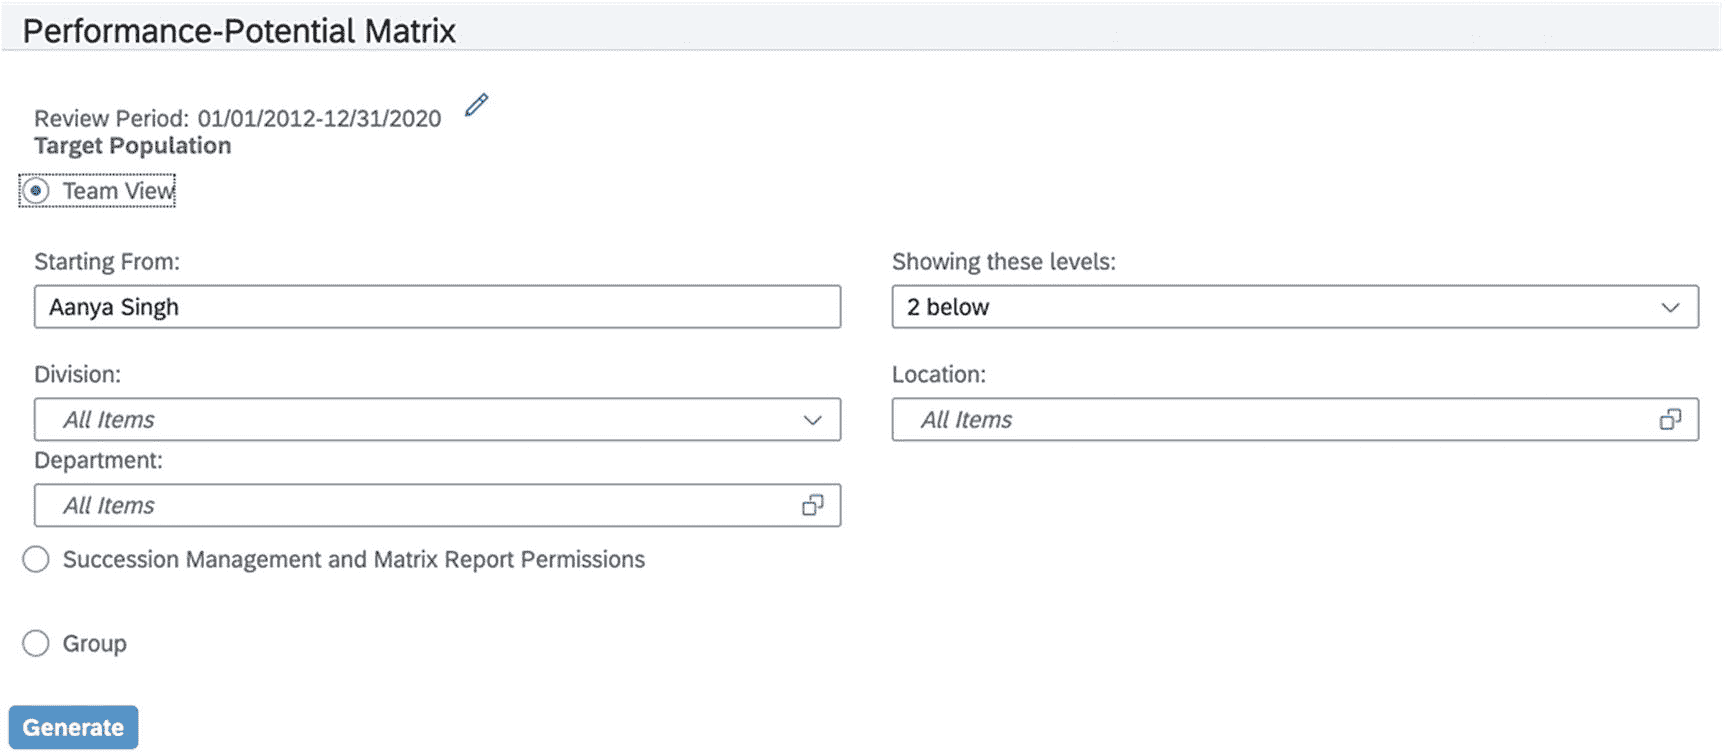 Performance-Potential Matrix
Review Period: 01/01/2012-12/31/2020
Target Population
Team View
Starting From:
Showing these levels:
Aanya Singh
2 below
Division:
Location:
All Items
All Items
Department:
All Items
Succession Management and Matrix Report Permissions
Group
Generate